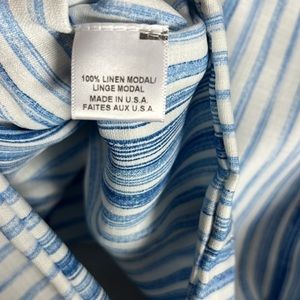 100% LINEN MODAL/
LINGE MODAL
MADE IN U.S.A.
FAITES AUX U.S.A